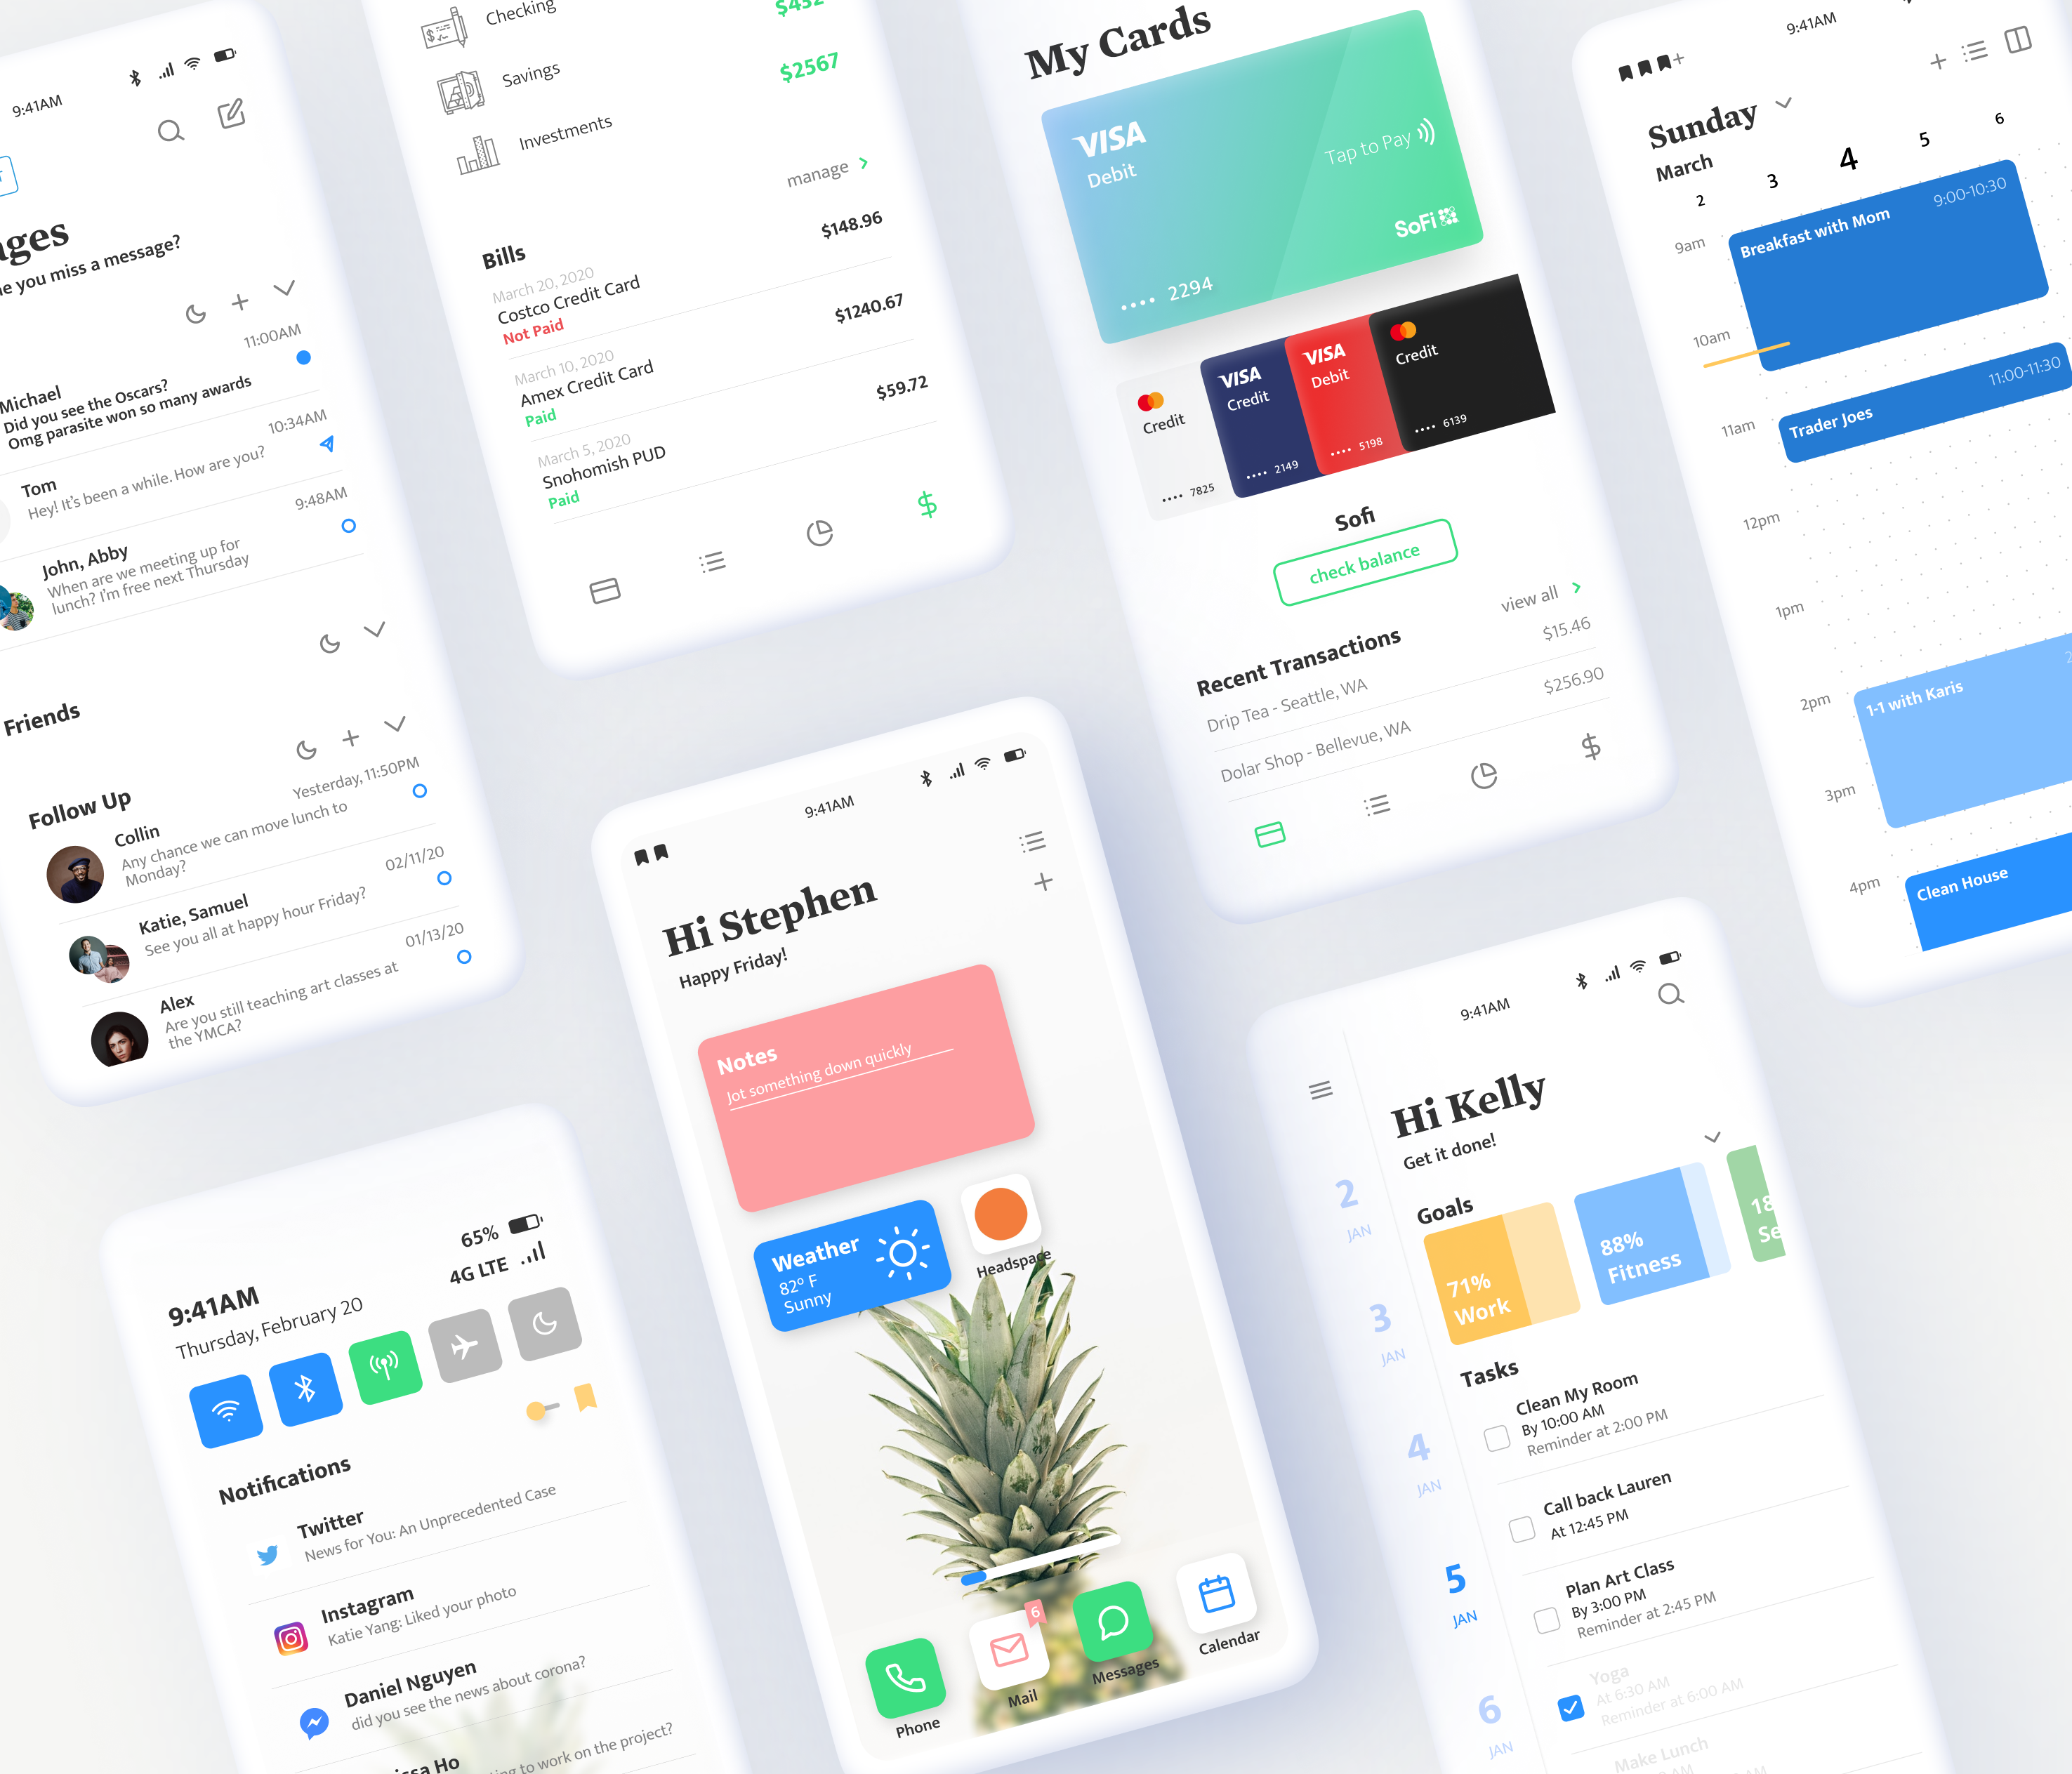 9:41AM
ages
e you miss a message?
11:00AM
Michael
Did you see the Oscars?
Omg parasite won so many awards
10:34AM
Tom
Hey! It's been a while. How are you?
9:48AM
John, Abby
When are we meeting up for
lunch? I'm free next Thursday
Friends
Follow Up
Yesterday, 11:50PM
Collin
Any chance we can move lunch to
Monday?
02/11/20
Katie, Samuel
See you all at happy hour Friday?
01/13/20
Alex
Are you still teaching art classes at
the YMCA?
Checking
$432
Savings
$2567
Investments
manage
Bills
March 20, 2020
Costco Credit Card
Not Paid
$148.96
March 10, 2020
Amex Credit Card
Paid
$1240.67
March 5, 2020
Snohomish PUD
Paid
$59.72
My Cards
VISA
Debit
Tap to Pay
SoFi
•••• 2294
Credit
•••• 7825
VISA
Credit
•••• 2149
VISA
Debit
•••• 5198
Credit
•••• 6139
Sofi
check balance
view all
Recent Transactions
Drip Tea - Seattle, WA
$15.46
Dolar Shop - Bellevue, WA
$256.90
9:41AM
Sunday
March
2
3
4
5
6
9am
Breakfast with Mom
9:00-10:30
10am
11am
Trader Joes
11:00-11:30
12pm
1pm
2pm
1-1 with Karis
3pm
4pm
Clean House
65%
4G LTE
9:41AM
Thursday, February 20
Notifications
Twitter
News for You: An Unprecedented Case
Instagram
Katie Yang: Liked your photo
Daniel Nguyen
did you see the news about corona?
ssa Ho
ting to work on the project?
9:41AM
Hi Stephen
Happy Friday!
Notes
Jot something down quickly
Weather
82º F
Sunny
Headspace
Phone
6
Mail
Messages
Calendar
9:41AM
Hi Kelly
Get it done!
2
JAN
3
JAN
4
JAN
5
JAN
6
JAN
Goals
71%
Work
88%
Fitness
18
Se
Tasks
Clean My Room
By 10:00 AM
Reminder at 2:00 PM
Call back Lauren
At 12:45 PM
Plan Art Class
By 3:00 PM
Reminder at 2:45 PM
Yoga
At 6:30 AM
Reminder at 6:00 AM
Make Lunch